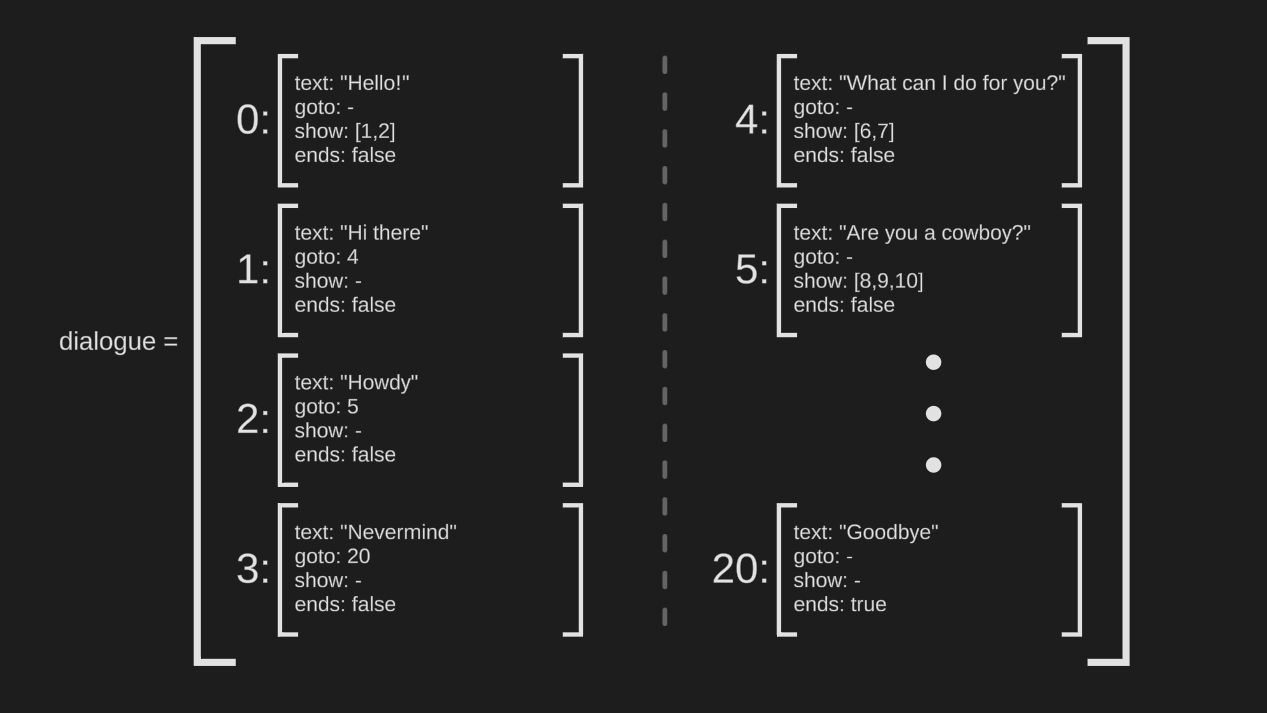 dialogue =
0:
text: "Hello!"
goto: -
show: [1,2]
ends: false
1:
text: "Hi there"
goto: 4
show: -
ends: false
2:
text: "Howdy"
goto: 5
show: -
ends: false
3:
text: "Nevermind"
goto: 20
show: -
ends: false
4:
text: "What can I do for you?"
goto: -
show: [6,7]
ends: false
5:
text: "Are you a cowboy?"
goto: -
show: [8,9,10]
ends: false
20:
text: "Goodbye"
goto: -
show: -
ends: true